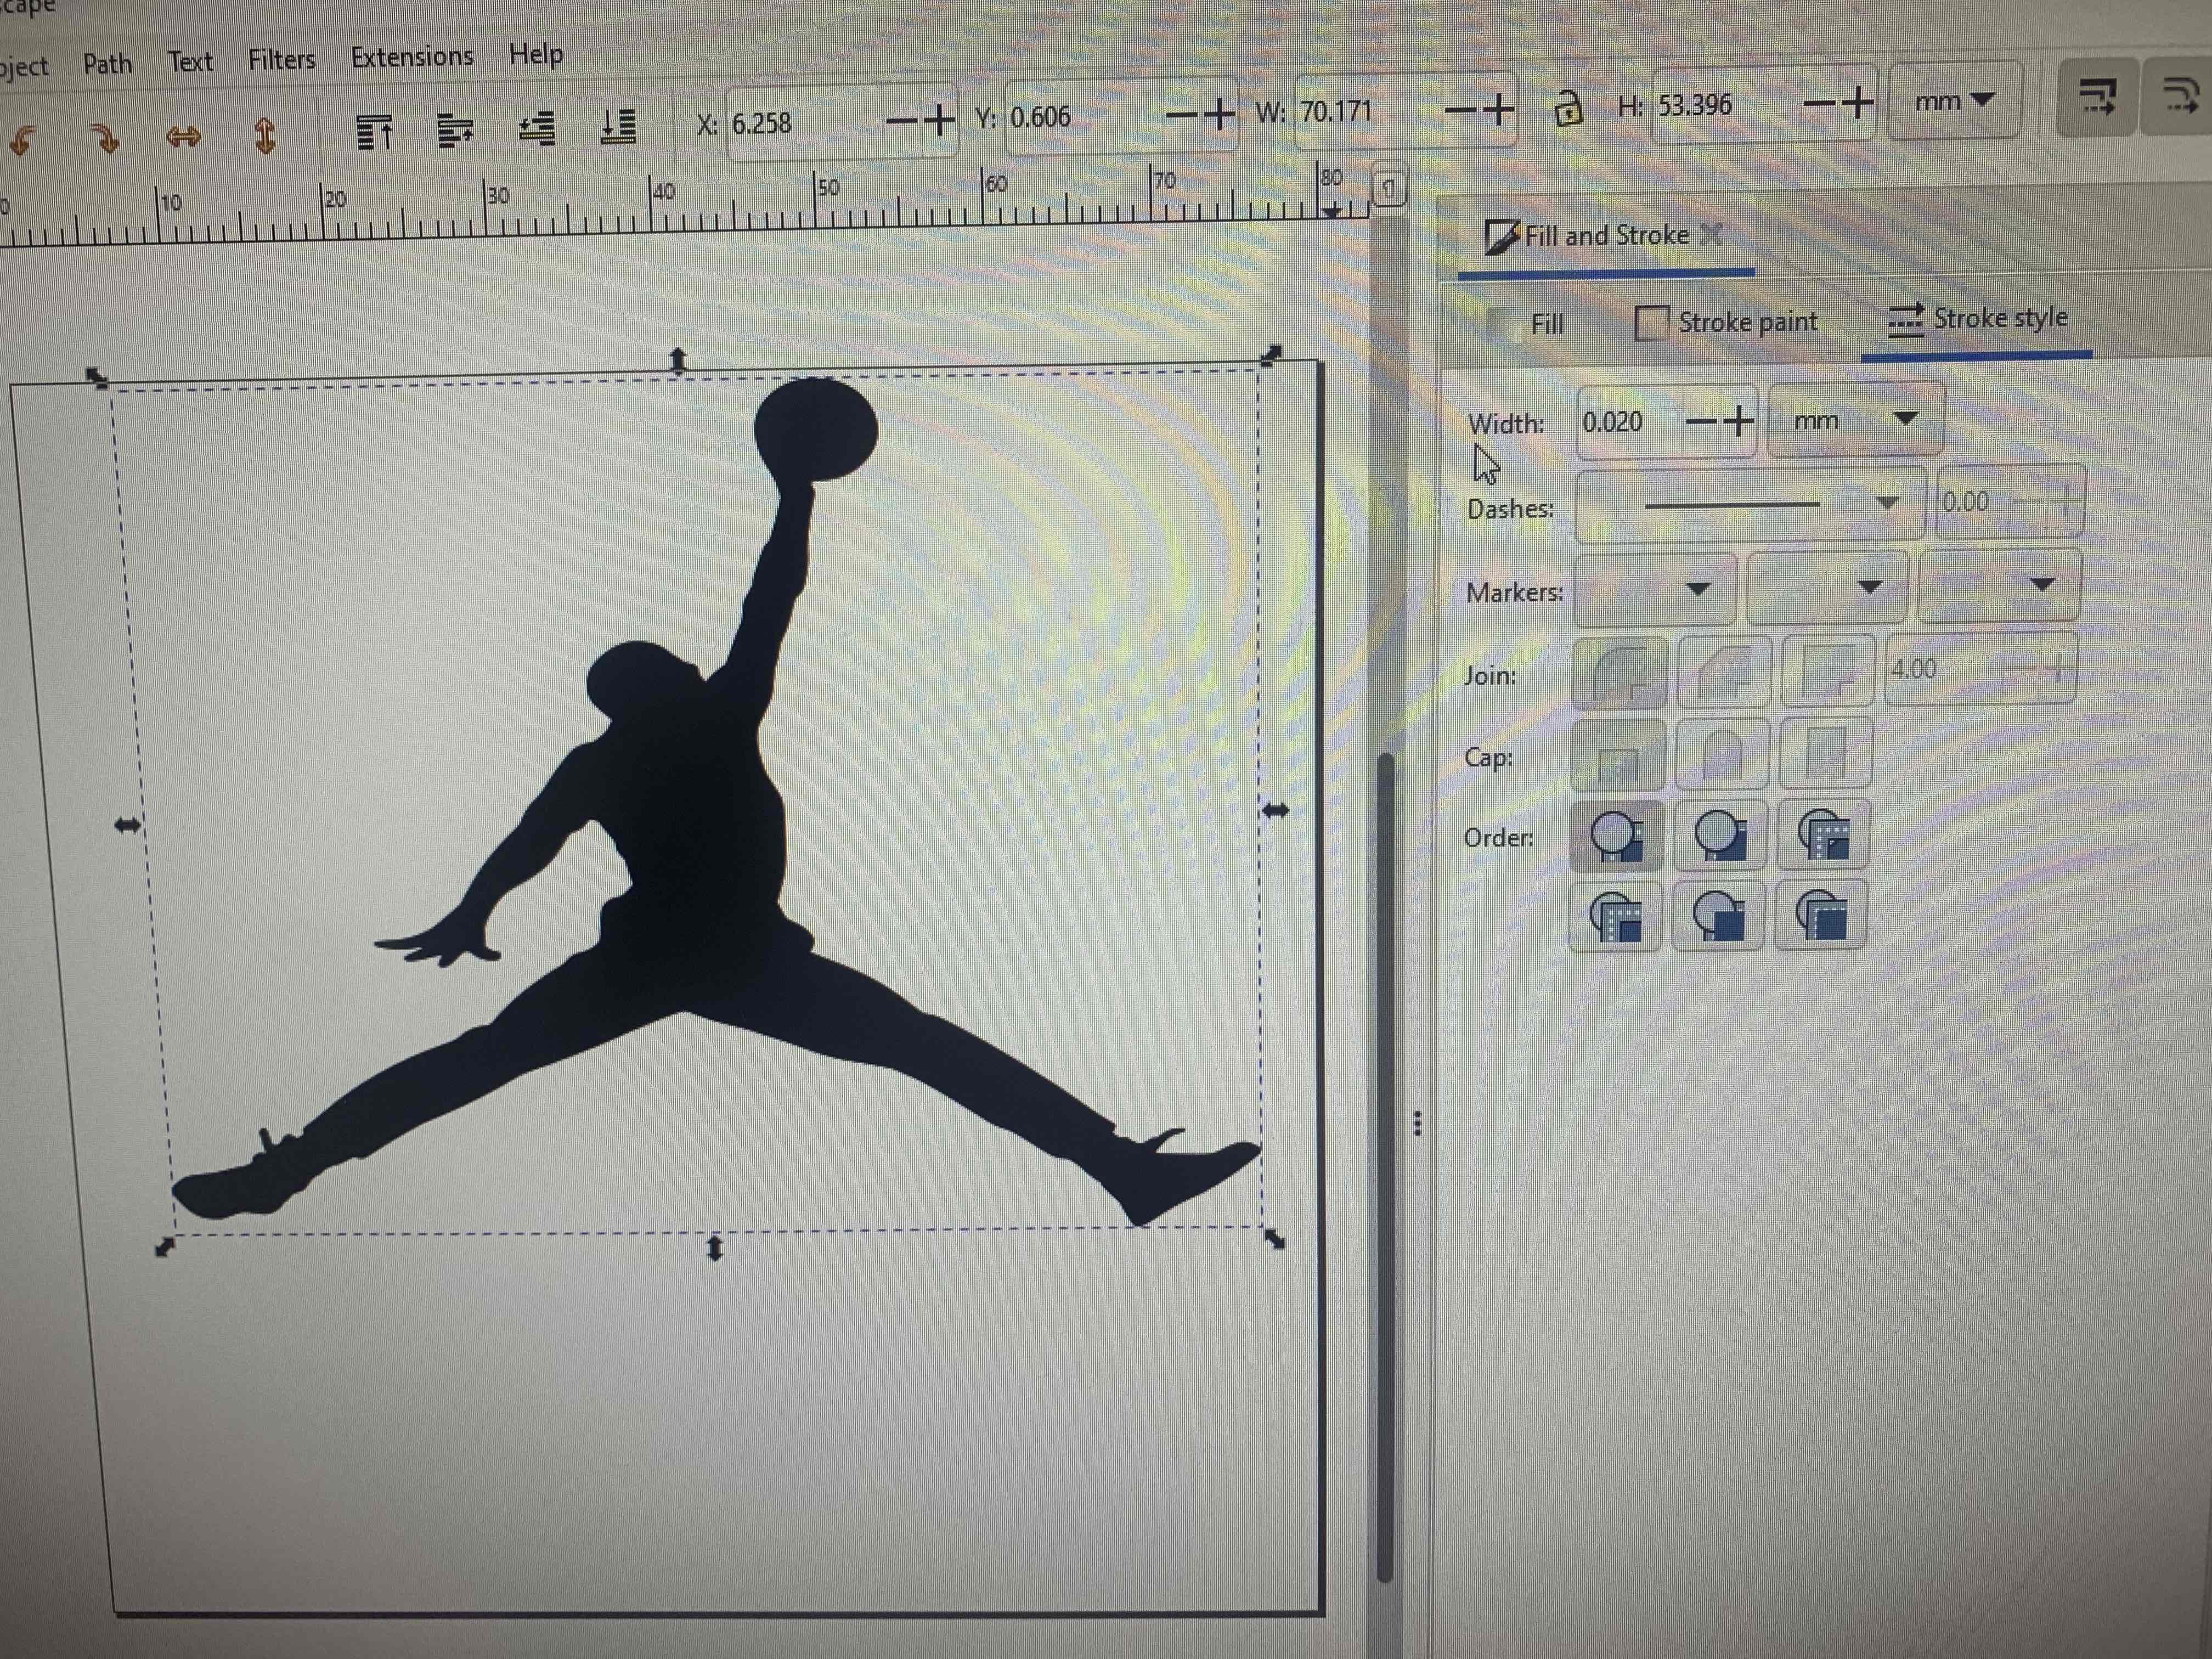 cape
bject Path Text Filters Extensions Help
X: 6.258 Y: 0.606 W: 70.171 H: 53.396 mm
0 10 20 30 40 50 60 70 80
Fill and Stroke
Fill Stroke paint Stroke style
Width: 0.020 mm
Dashes: 0.00
Markers:
Join: 4.00
Cap:
Order: